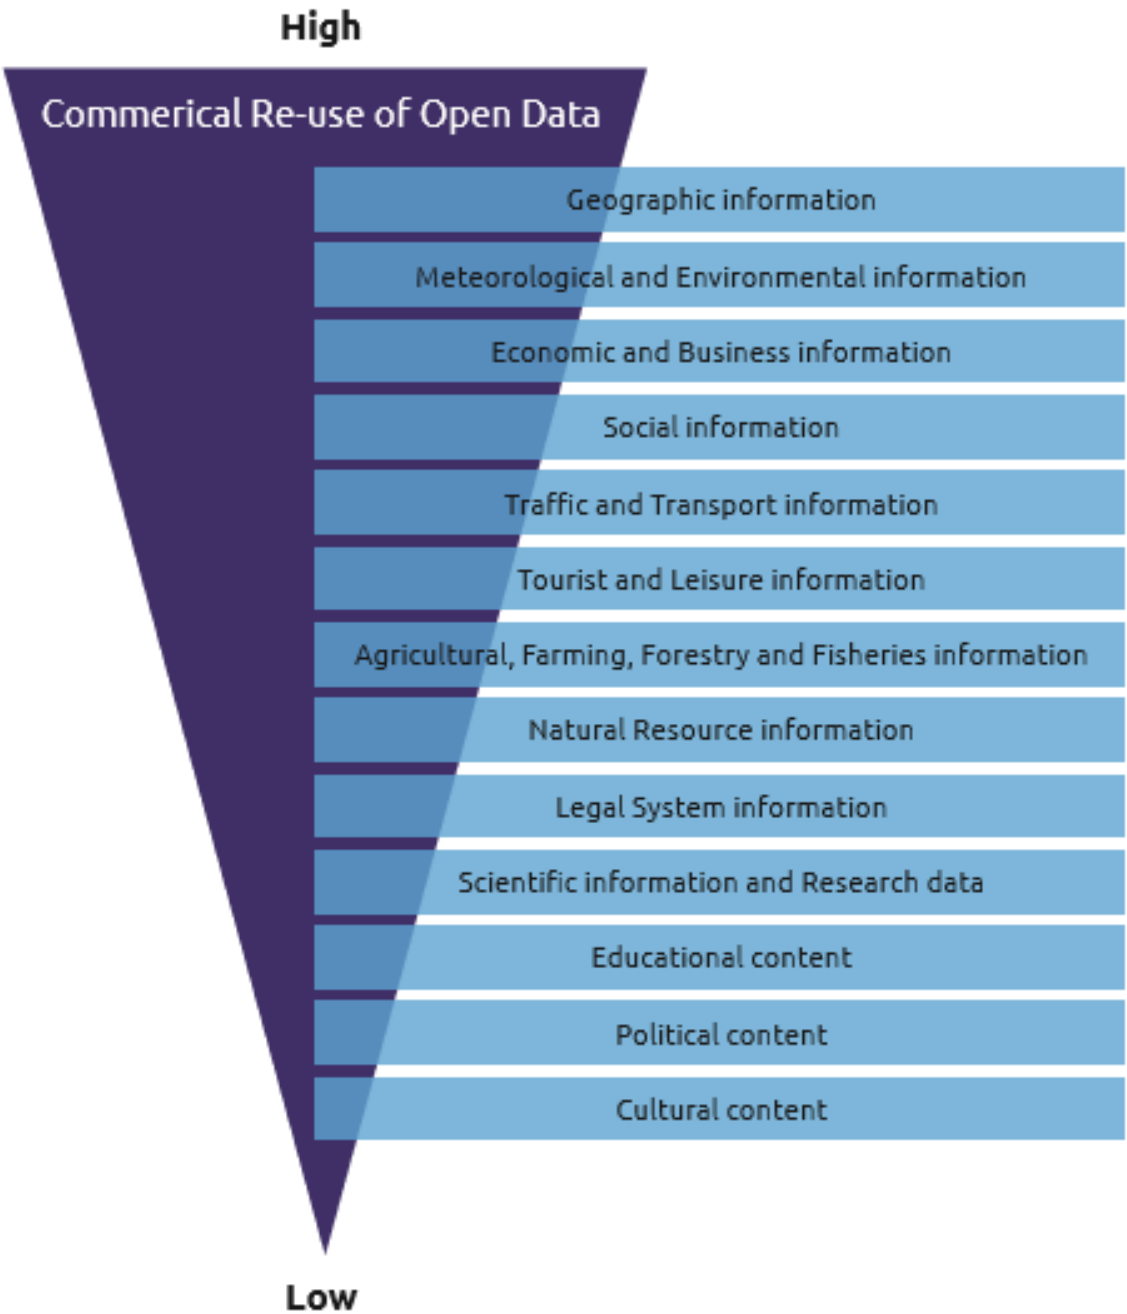 High
Commerical Re-use of Open Data
Geographic information
Meteorological and Environmental information
Economic and Business information
Social information
Traffic and Transport information
Tourist and Leisure information
Agricultural, Farming, Forestry and Fisheries information
Natural Resource information
Legal System information
Scientific information and Research data
Educational content
Political content
Cultural content
Low